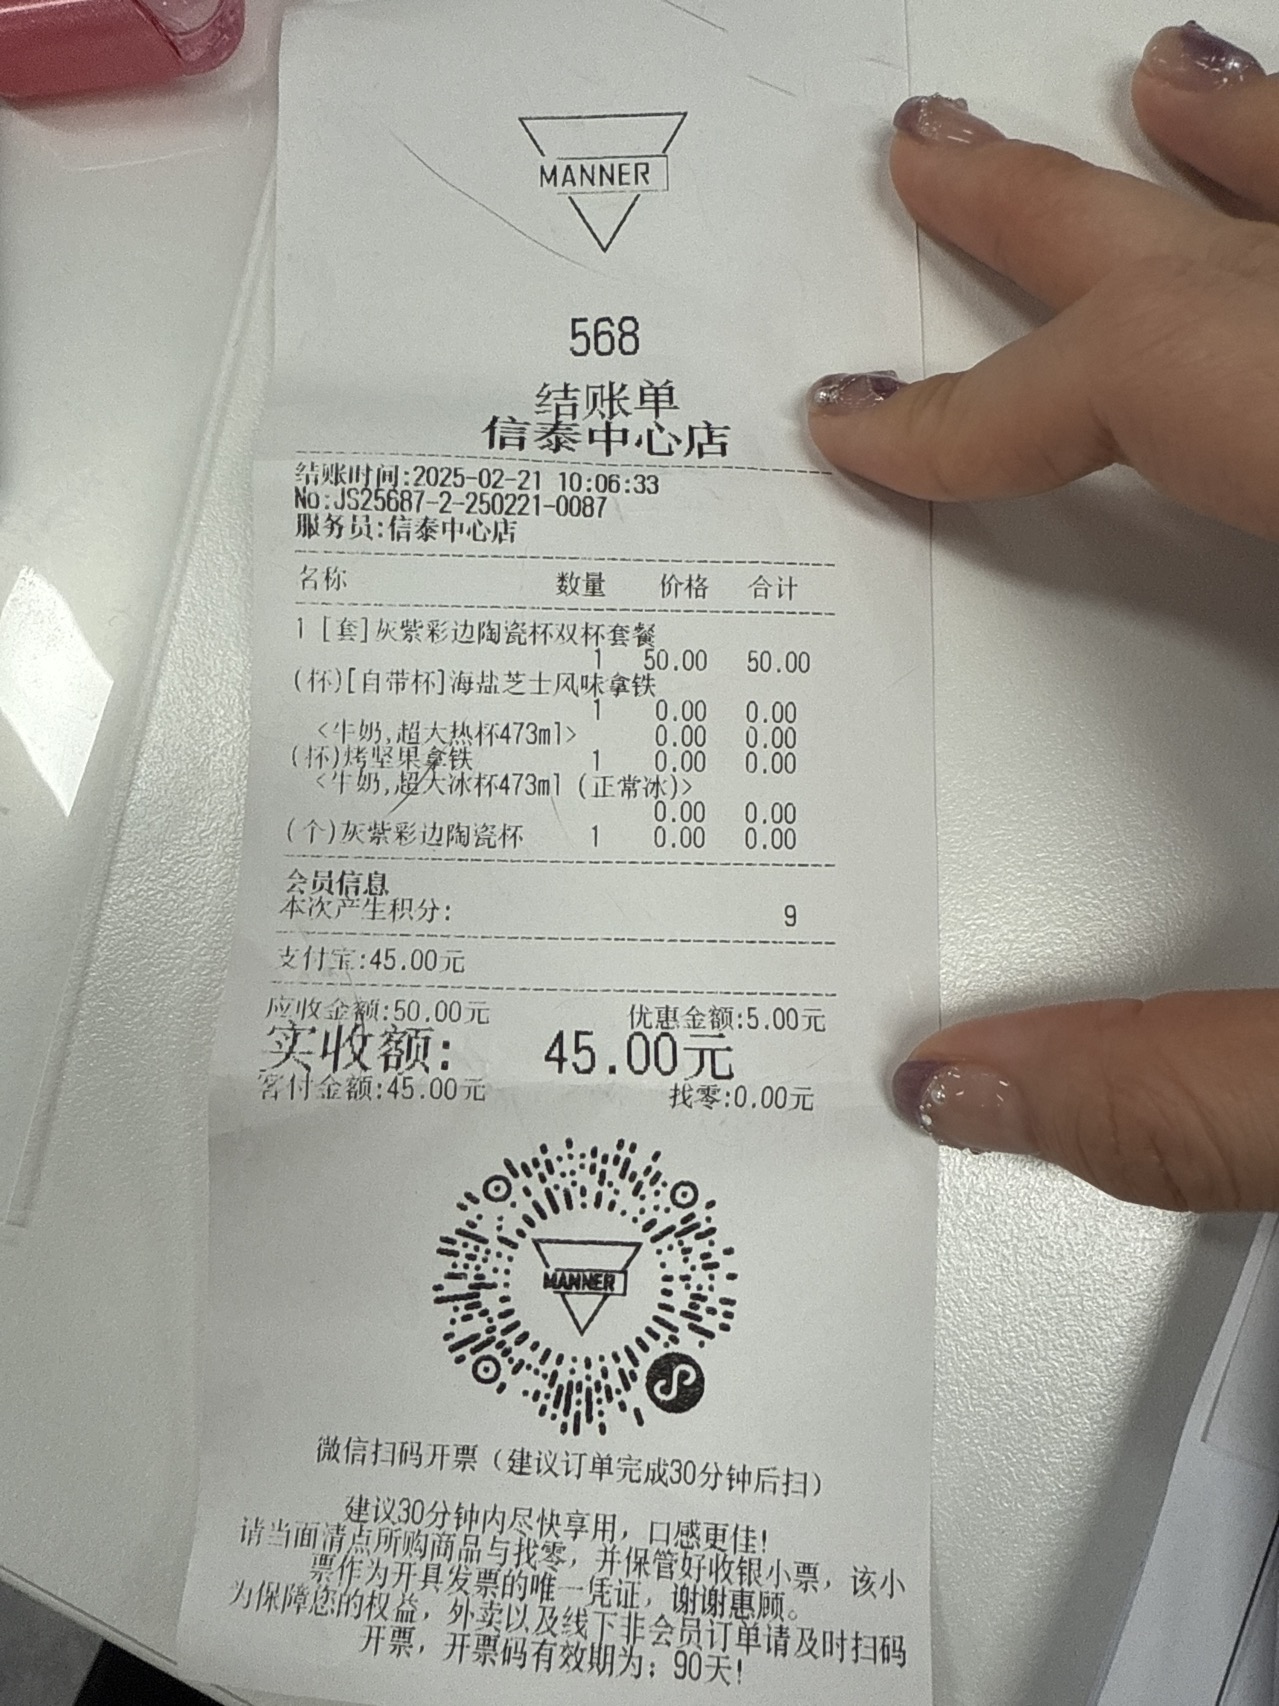 MANNER
568
结账单
信泰中心店
结账时间:2025-02-21 10:06:33
No:JS25687-2-250221-0087
服务员:信泰中心店
名称 数量 价格 合计
1 [套]灰紫彩边陶瓷杯双杯套餐
1 50.00 50.00
(杯)[自带杯]海盐芝士风味拿铁
1 0.00 0.00
<牛奶,超大热杯473ml> 0.00 0.00
(杯)烤坚果拿铁 1 0.00 0.00
<牛奶,超大冰杯473ml (正常冰)>
0.00 0.00
(个)灰紫彩边陶瓷杯 1 0.00 0.00
会员信息
本次产生积分: 9
支付宝:45.00元
应收金额:50.00元 优惠金额:5.00元
实收额: 45.00元
客付金额:45.00元 找零:0.00元
MANNER
微信扫码开票（建议订单完成30分钟后扫）
建议30分钟内尽快享用，口感更佳!
请当面清点所购商品与找零，并保管好收银小票，该小
票作为开具发票的唯一凭证，谢谢惠顾。
为保障您的权益，外卖以及线下非会员订单请及时扫码
开票，开票码有效期为：90天!